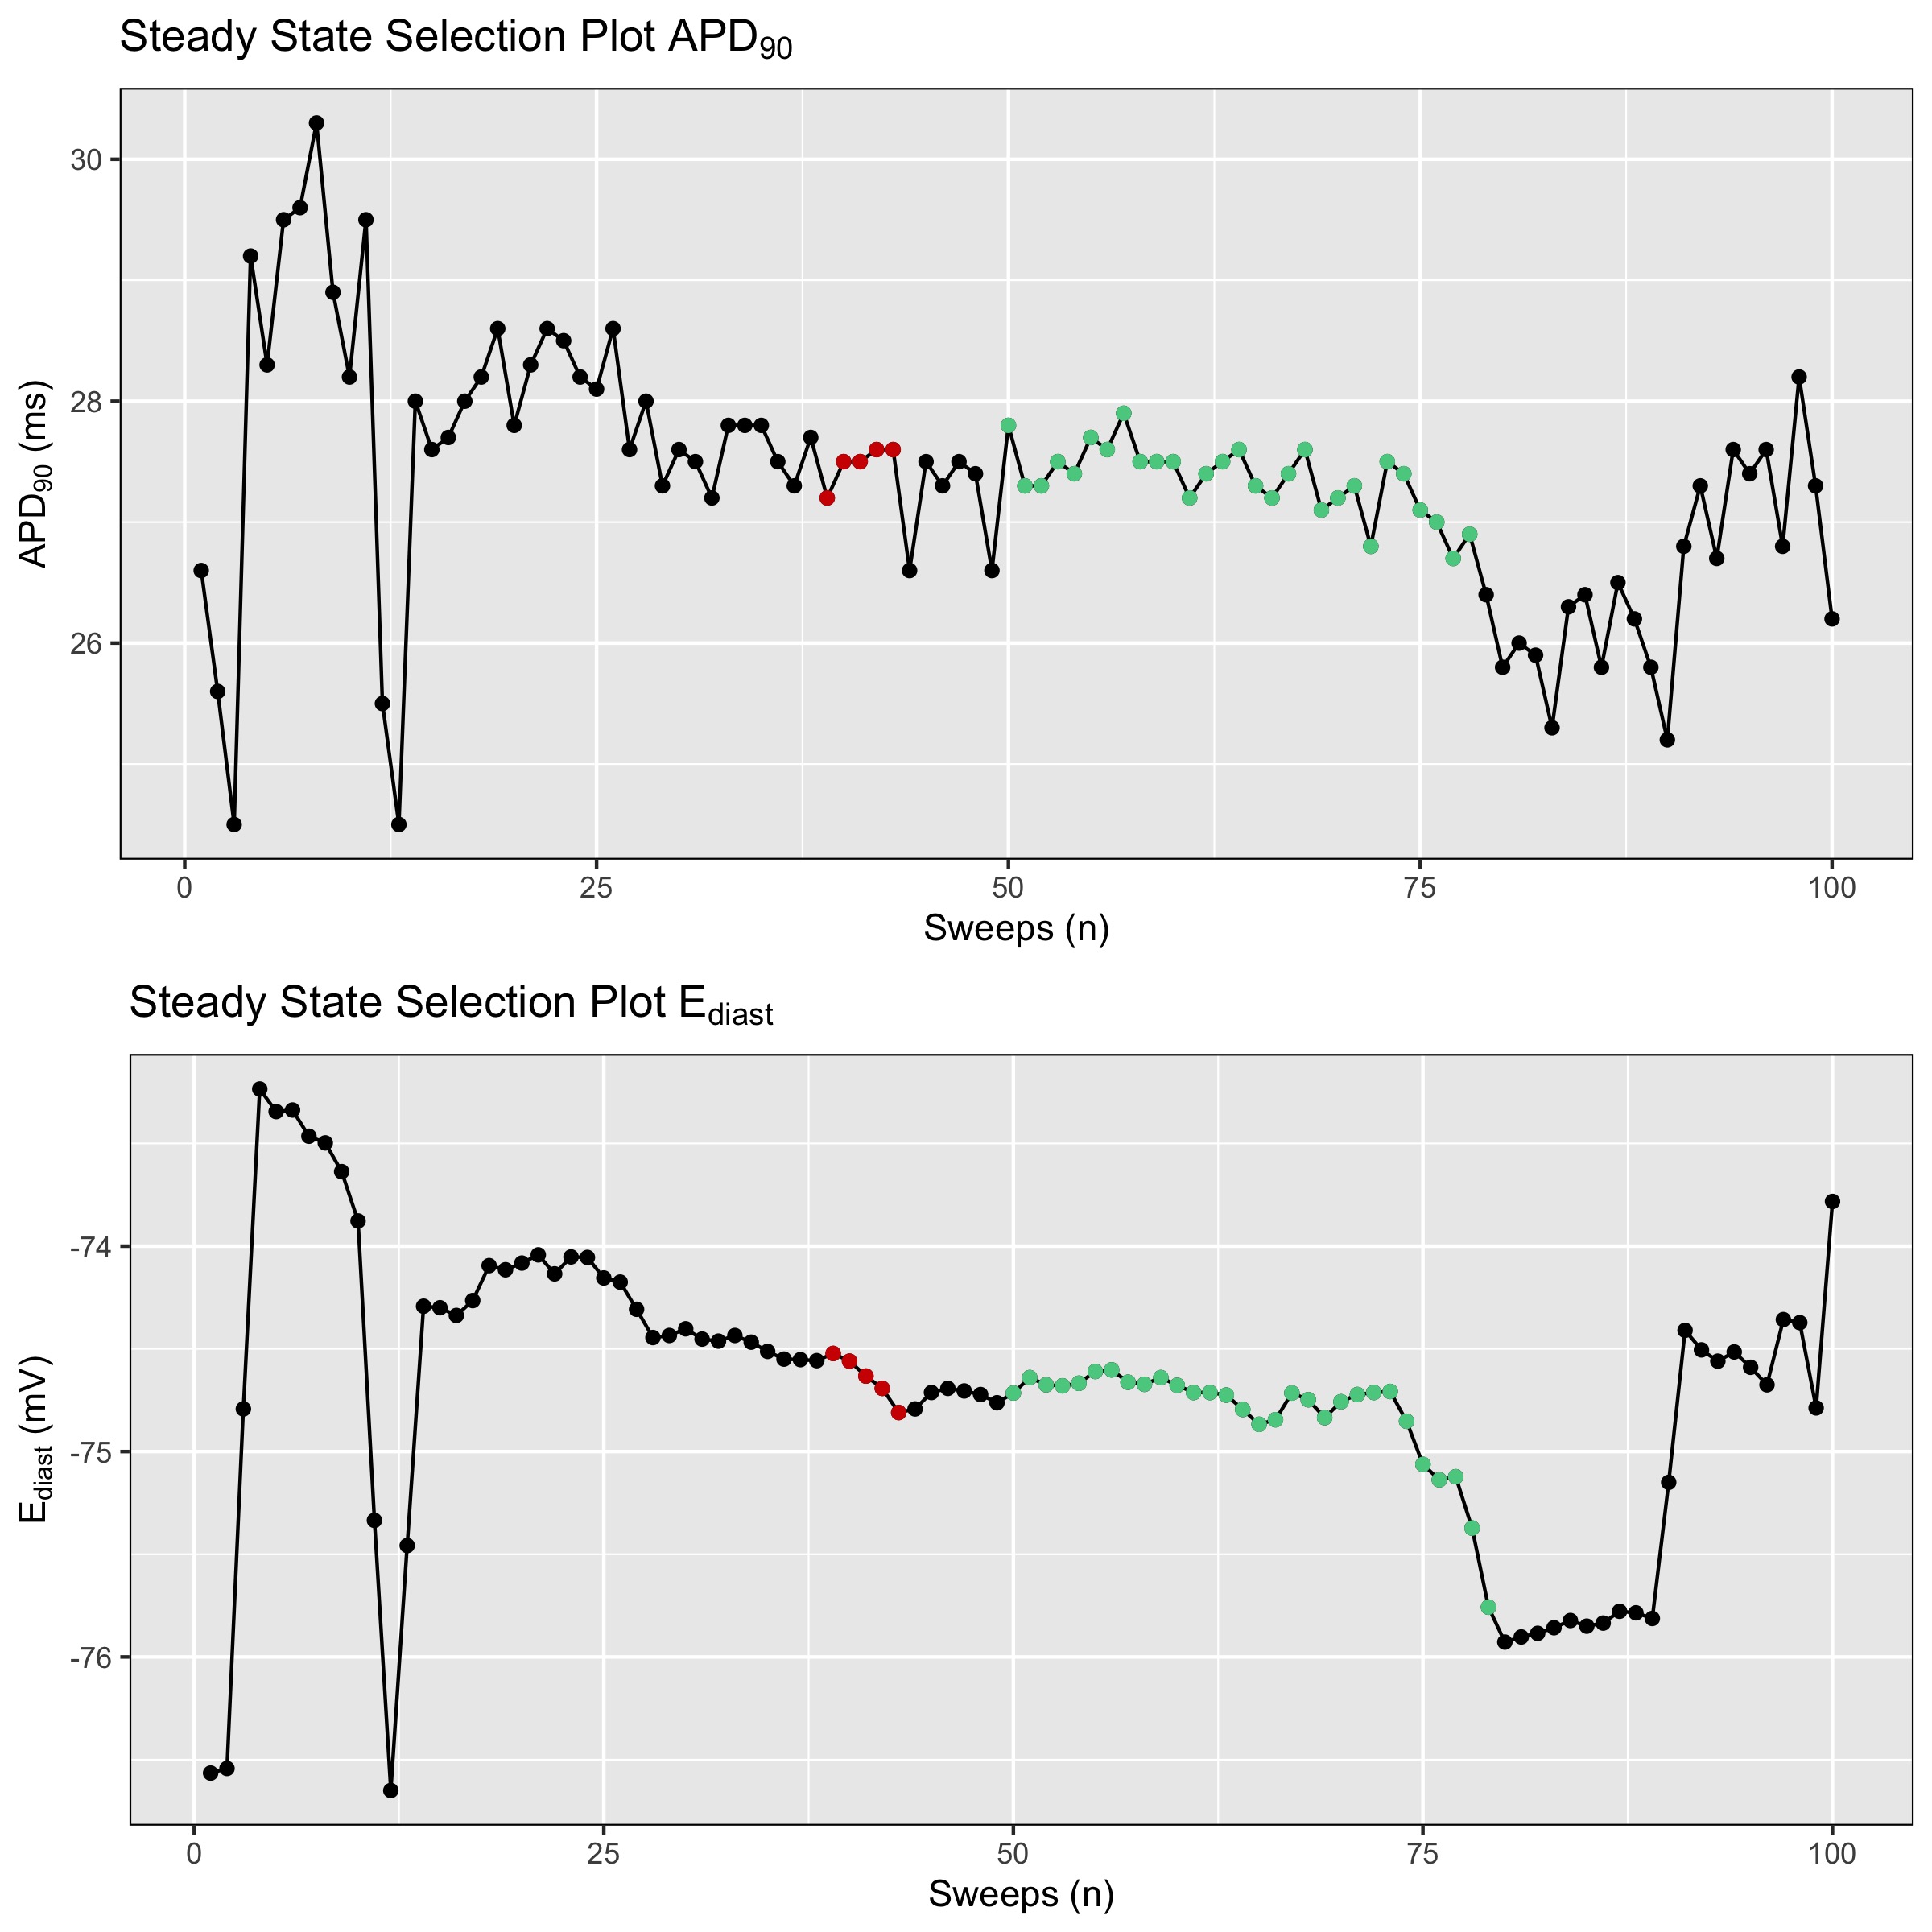 Steady State Selection Plot APD90
30
28
26
APD90 (ms)
0 25 50 75 100
Sweeps (n)
Steady State Selection Plot Ediast
-74
-75
-76
Ediast (mV)
0 25 50 75 100
Sweeps (n)